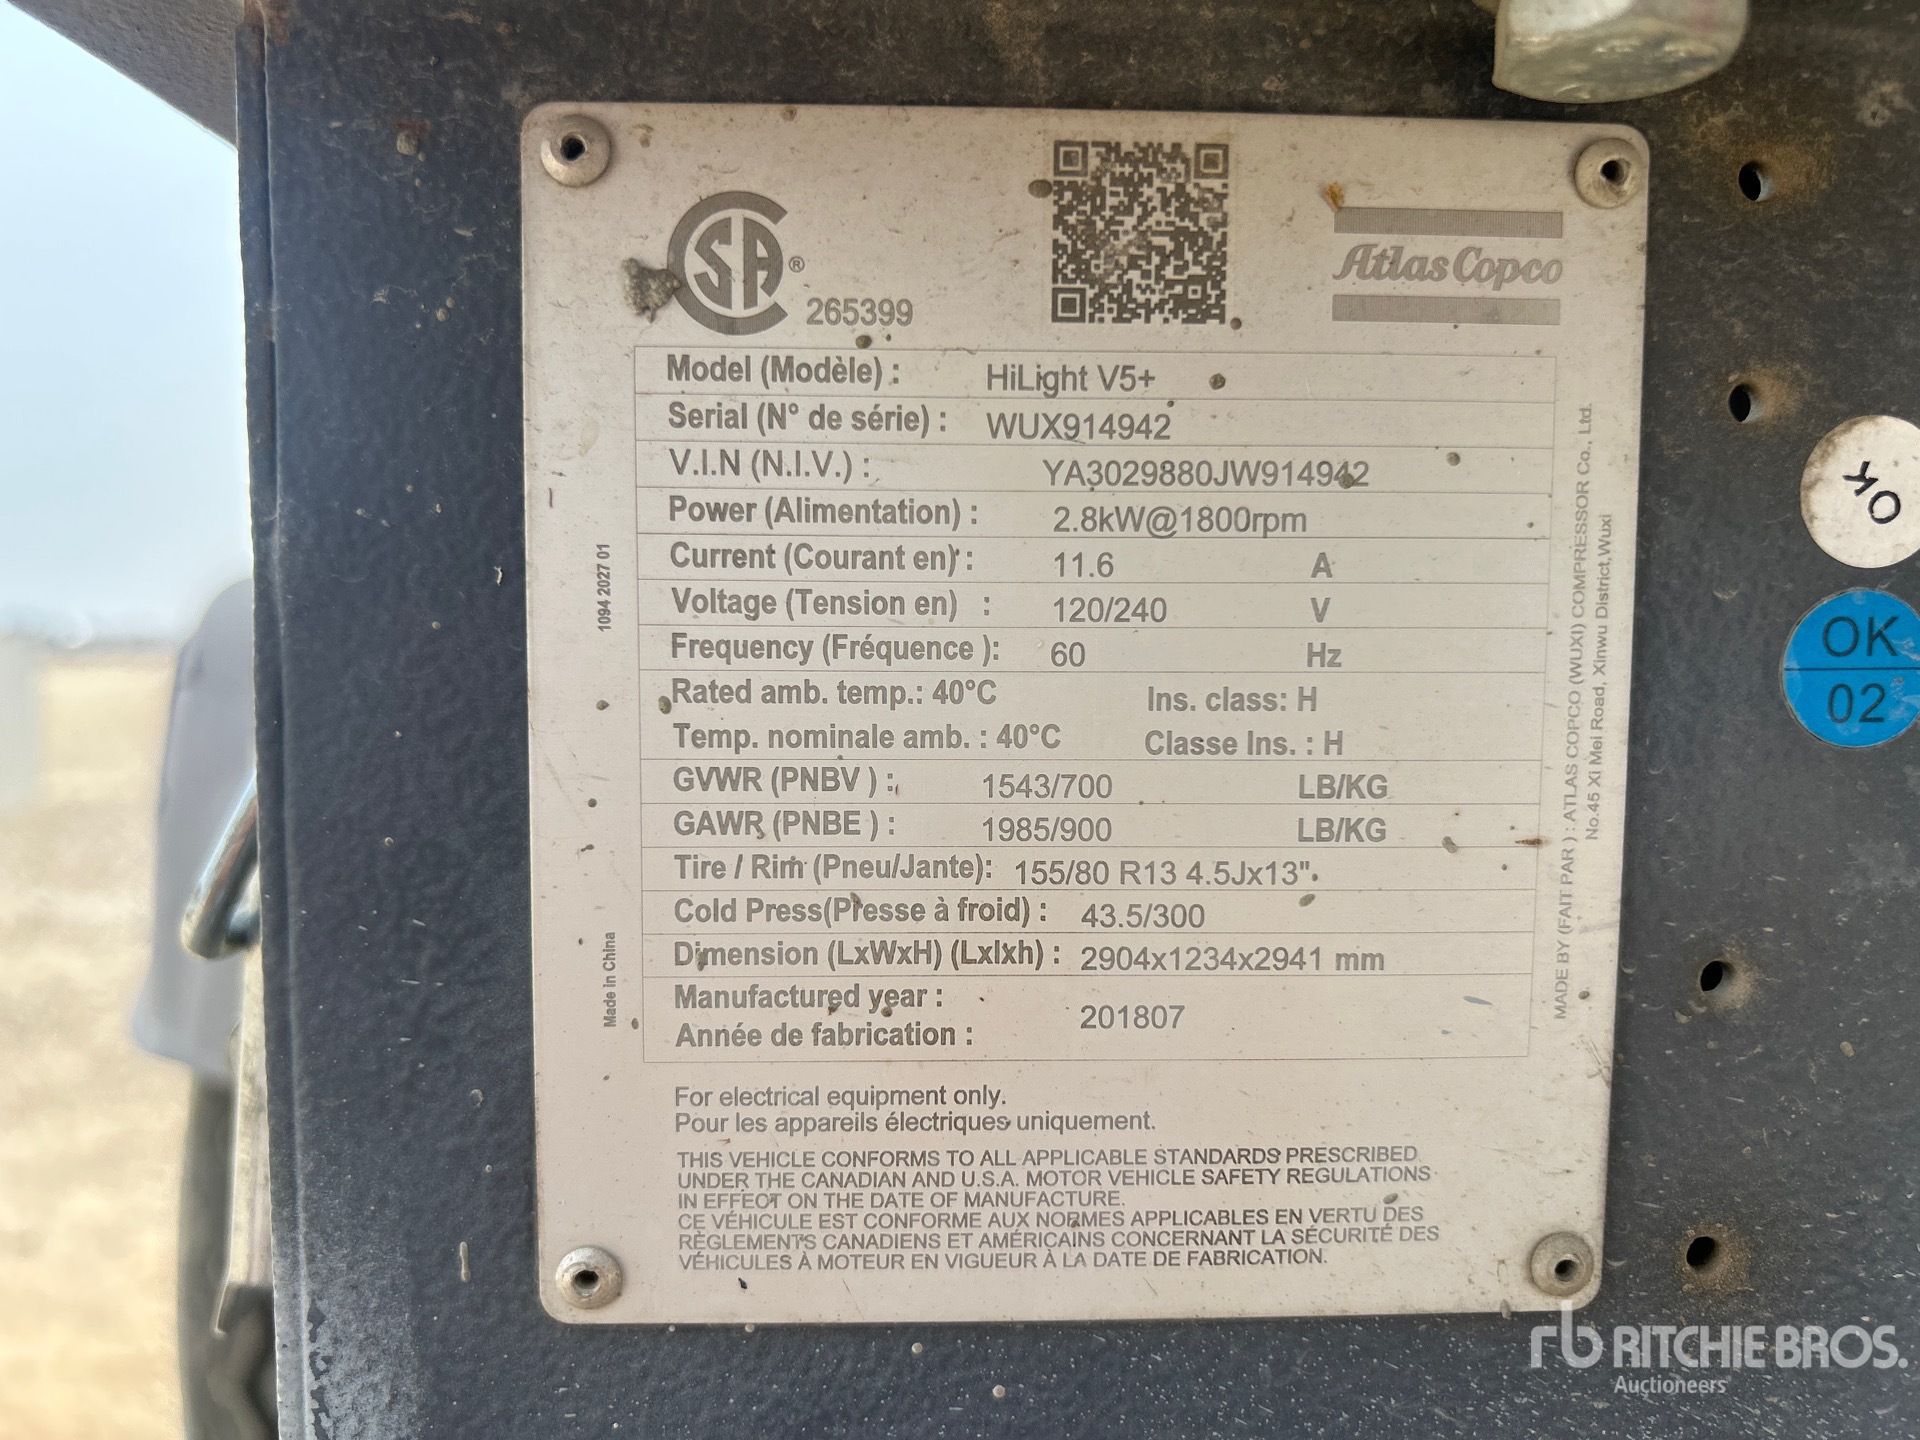 CSA® 265399
Atlas Copco
Model (Modèle) : HiLight V5+
Serial (N° de série) : WUX914942
V.I.N (N.I.V.) : YA3029880JW914942
Power (Alimentation) : 2.8kW@1800rpm
Current (Courant en) : 11.6 A
Voltage (Tension en) : 120/240 V
Frequency (Fréquence ): 60 Hz
Rated amb. temp.: 40°C Ins. class: H
Temp. nominale amb. : 40°C Classe Ins. : H
GVWR (PNBV ) : 1543/700 LB/KG
GAWR (PNBE ) : 1985/900 LB/KG
Tire / Rim (Pneu/Jante): 155/80 R13 4.5Jx13"
Cold Press(Presse à froid) : 43.5/300
Dimension (LxWxH) (Lxlxh) : 2904x1234x2941 mm
Manufactured year :
Année de fabrication : 201807
For electrical equipment only.
Pour les appareils électriques uniquement.
THIS VEHICLE CONFORMS TO ALL APPLICABLE STANDARDS PRESCRIBED
UNDER THE CANADIAN AND U.S.A. MOTOR VEHICLE SAFETY REGULATIONS
IN EFFECT ON THE DATE OF MANUFACTURE.
CE VÉHICULE EST CONFORME AUX NORMES APPLICABLES EN VERTU DES
RÈGLEMENTS CANADIENS ET AMÉRICAINS CONCERNANT LA SÉCURITÉ DES
VÉHICULES À MOTEUR EN VIGUEUR À LA DATE DE FABRICATION.
1094 2027 01
Made in China
MADE BY (FAIT PAR ) : ATLAS COPCO (WUXI) COMPRESSOR Co., Ltd.
No.45 Xi Mei Road, Xinwu District,Wuxi
OK
OK
02
rb RITCHIE BROS.
Auctioneers